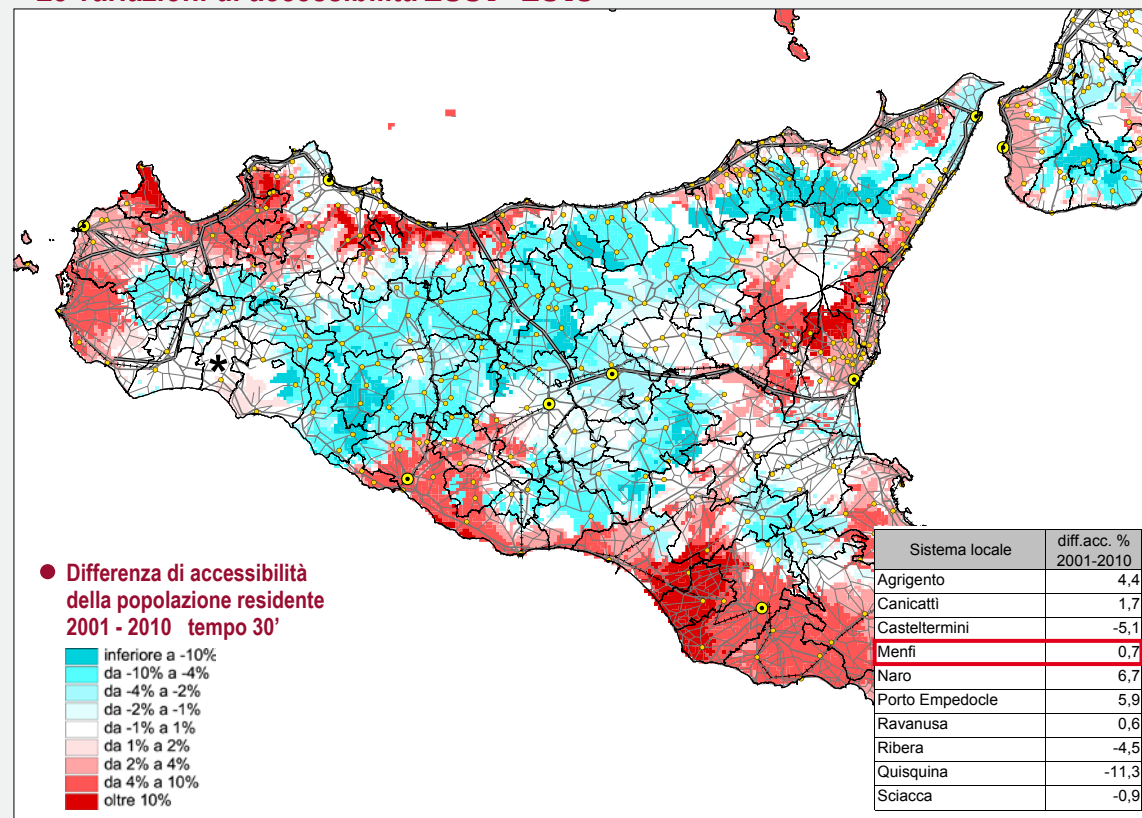 ● Differenza di accessibilità
della popolazione residente
2001 - 2010 tempo 30'
inferiore a -10%
da -10% a -4%
da -4% a -2%
da -2% a -1%
da -1% a 1%
da 1% a 2%
da 2% a 4%
da 4% a 10%
oltre 10%
*
Sistema locale diff.acc. % 2001-2010
Agrigento 4,4
Canicattì 1,7
Casteltermini -5,1
Menfi 0,7
Naro 6,7
Porto Empedocle 5,9
Ravanusa 0,6
Ribera -4,5
Quisquina -11,3
Sciacca -0,9